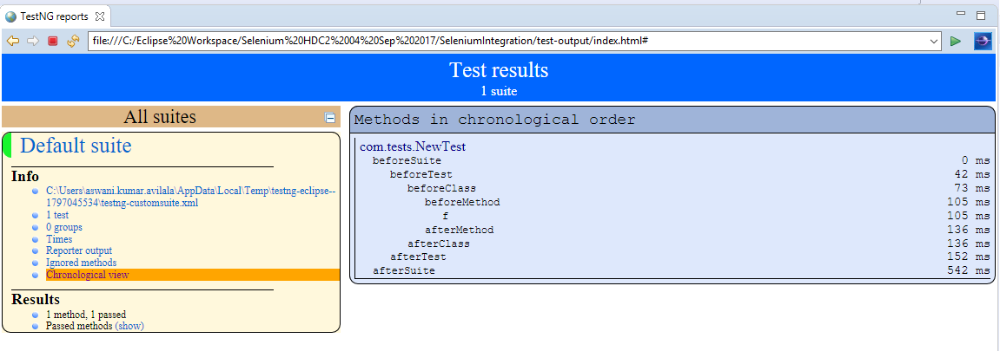 TestNG reports
file:///C:/Eclipse%20Workspace/Selenium%20HDC2%2004%20Sep%202017/SeleniumIntegration/test-output/index.html#
Test results
1 suite
All suites
Default suite
Info
C:\Users\aswani.kumar.avilala\AppData\Local\Temp\testng-eclipse--
1797045534\testng-customsuite.xml
1 test
0 groups
Times
Reporter output
Ignored methods
Chronological view
Results
1 method, 1 passed
Passed methods (show)
Methods in chronological order
com.tests.NewTest
beforeSuite 0 ms
beforeTest 42 ms
beforeClass 73 ms
beforeMethod 105 ms
f 105 ms
afterMethod 136 ms
afterClass 136 ms
afterTest 152 ms
afterSuite 542 ms